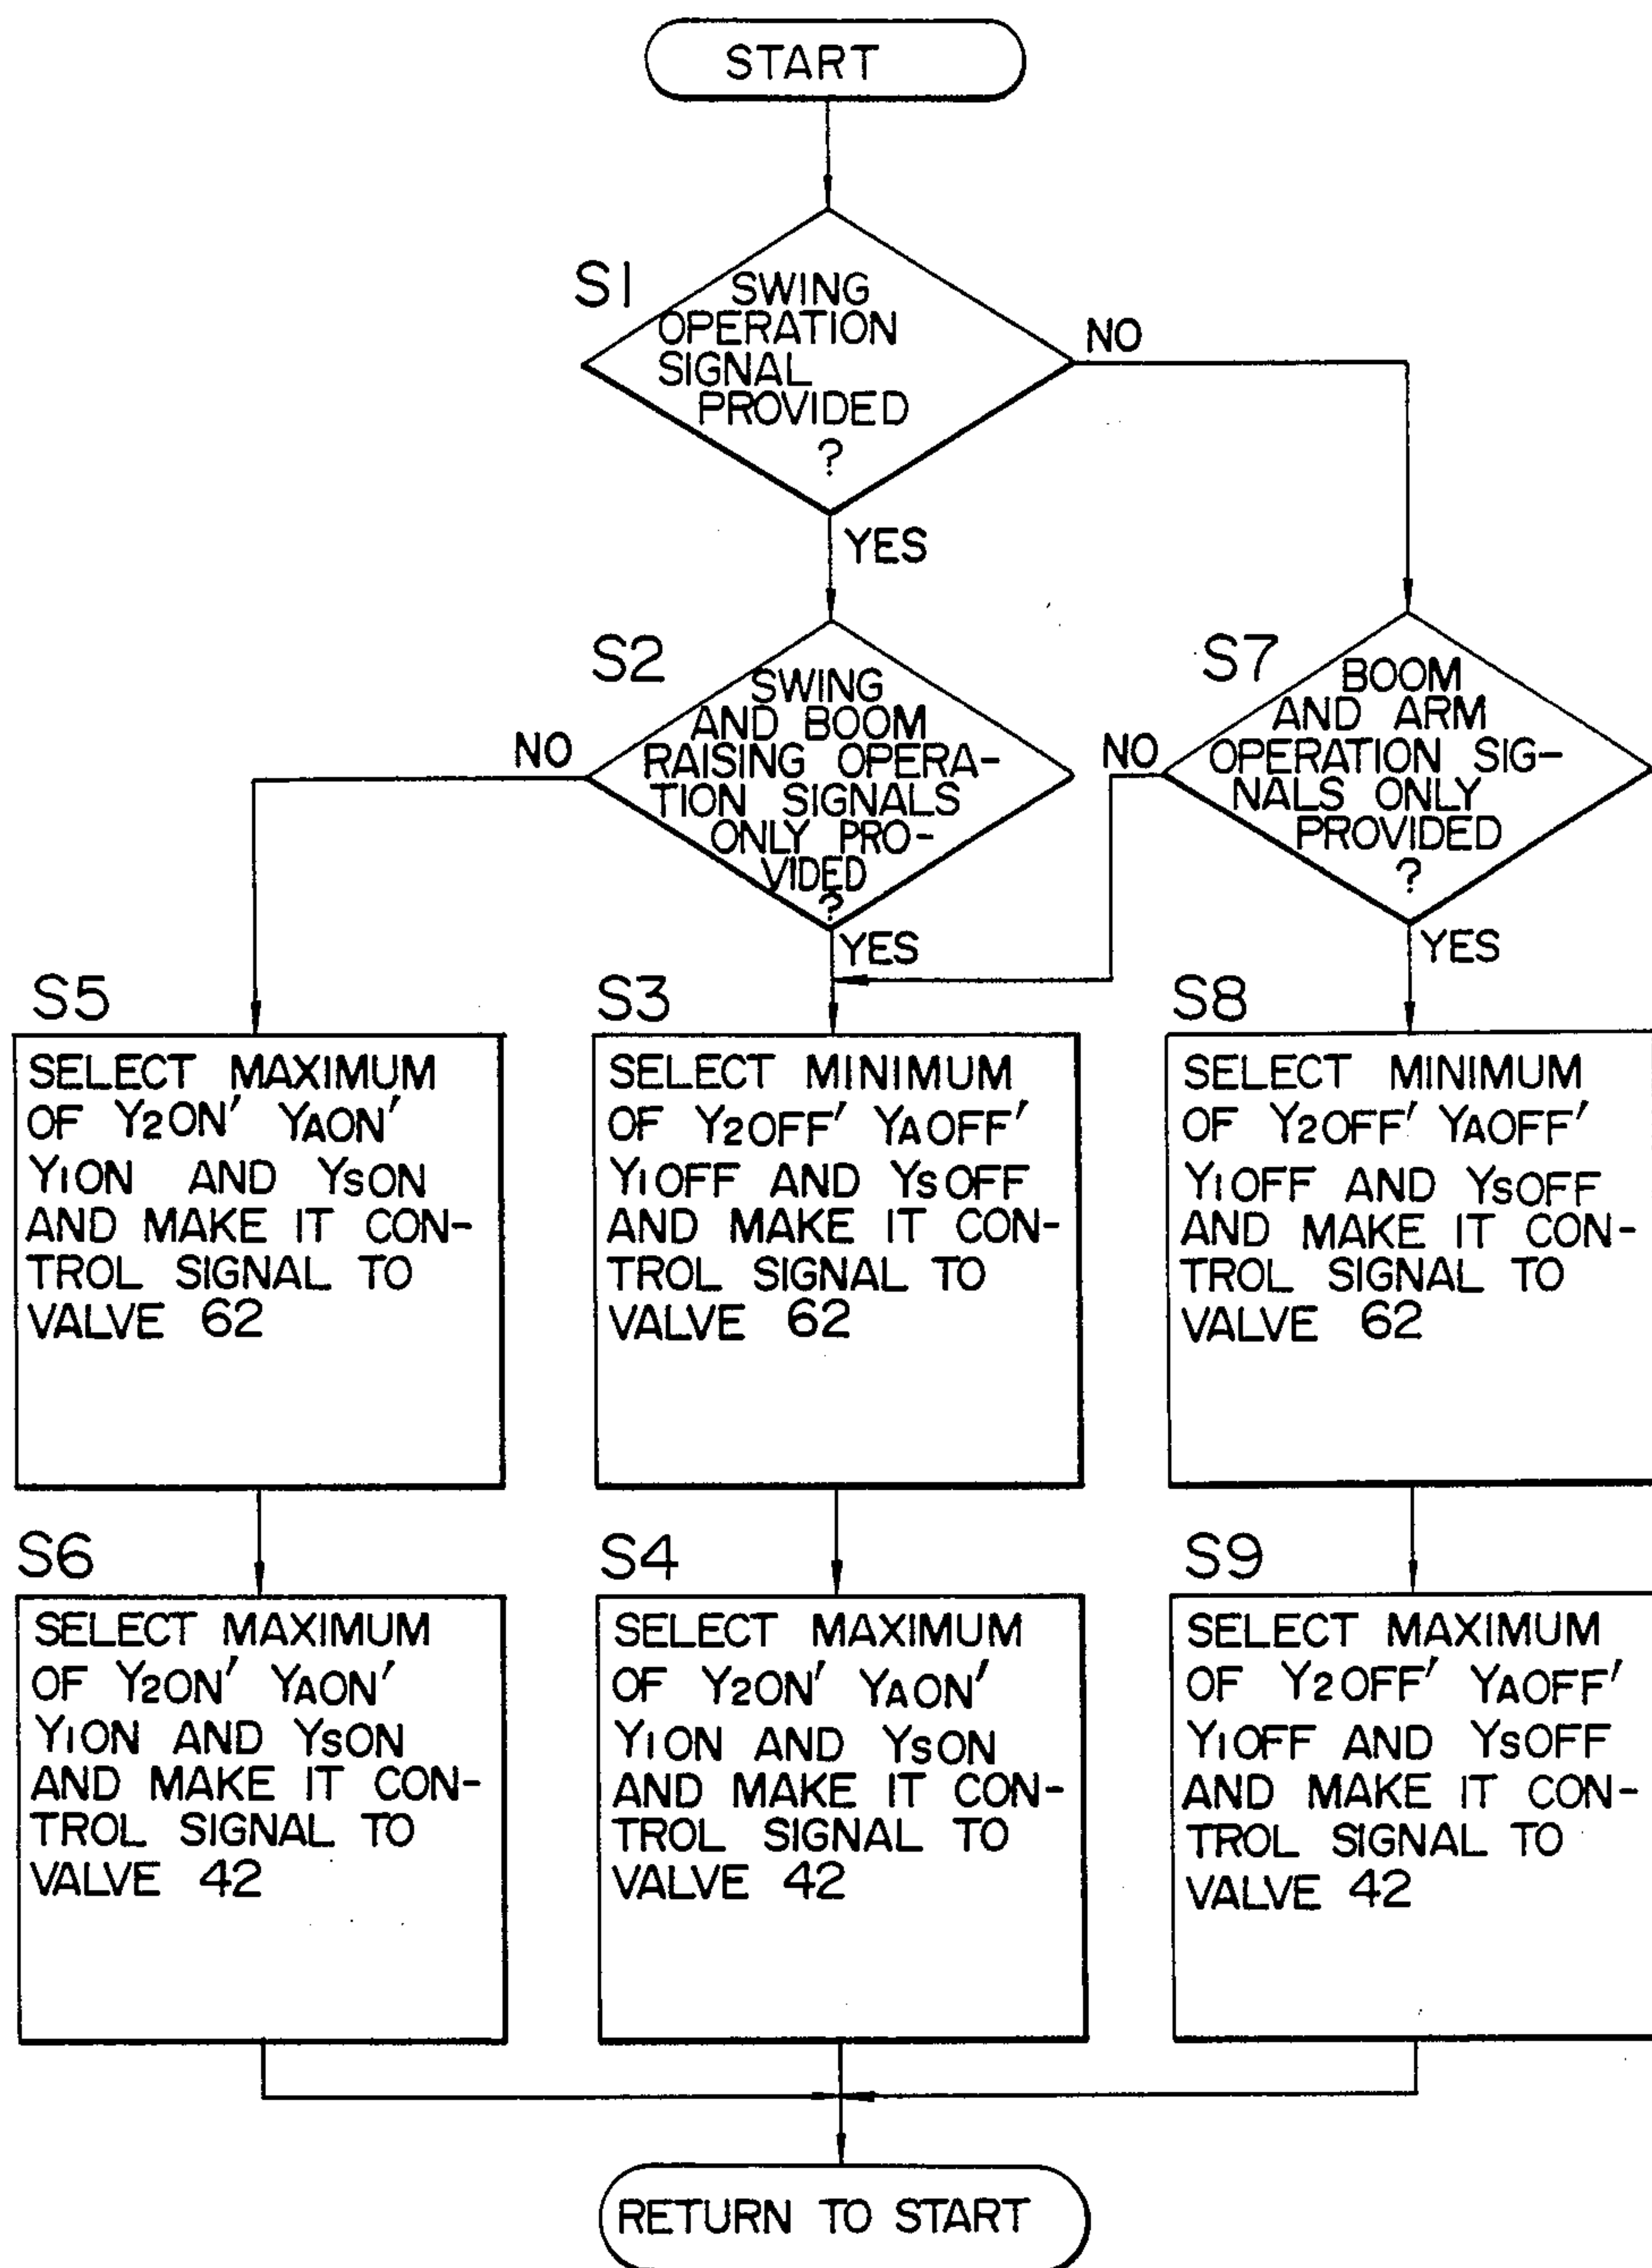 START
S1
SWING
OPERATION
SIGNAL
PROVIDED
?
NO
YES
S2
SWING
AND BOOM
RAISING OPERA-
TION SIGNALS
ONLY PRO-
VIDED
?
NO
YES
S7
BOOM
AND ARM
OPERATION SIG-
NALS ONLY
PROVIDED
?
NO
YES
S5
SELECT MAXIMUM
OF Y2ON' YAON'
Y1ON AND YSON
AND MAKE IT CON-
TROL SIGNAL TO
VALVE 62
S3
SELECT MINIMUM
OF Y2OFF' YAOFF'
Y1OFF AND YSOFF
AND MAKE IT CON-
TROL SIGNAL TO
VALVE 62
S8
SELECT MINIMUM
OF Y2OFF' YAOFF'
Y1OFF AND YSOFF
AND MAKE IT CON-
TROL SIGNAL TO
VALVE 62
S6
SELECT MAXIMUM
OF Y2ON' YAON'
Y1ON AND YSON
AND MAKE IT CON-
TROL SIGNAL TO
VALVE 42
S4
SELECT MAXIMUM
OF Y2ON' YAON'
Y1ON AND YSON
AND MAKE IT CON-
TROL SIGNAL TO
VALVE 42
S9
SELECT MAXIMUM
OF Y2OFF' YAOFF'
Y1OFF AND YSOFF
AND MAKE IT CON-
TROL SIGNAL TO
VALVE 42
RETURN TO START